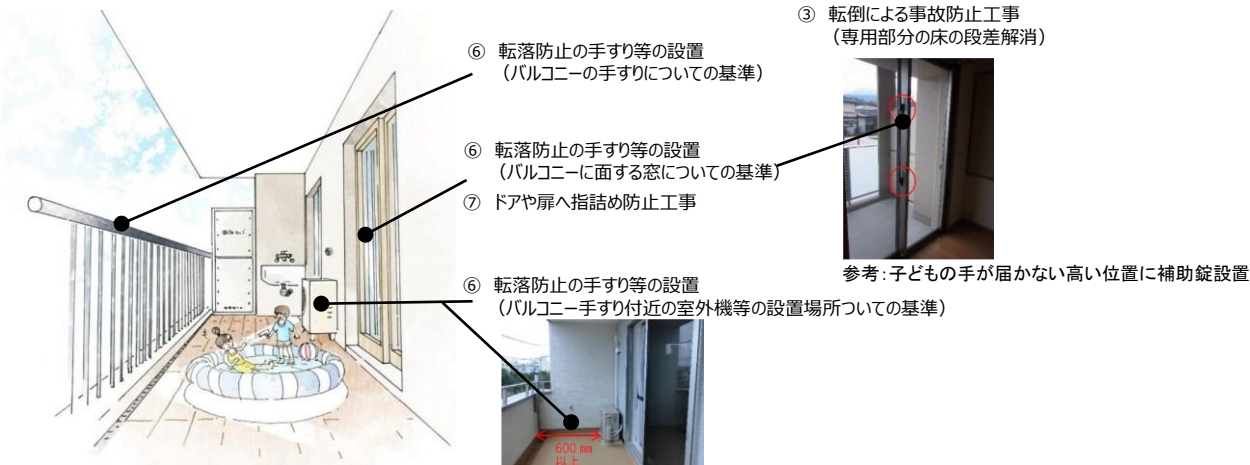 ③ 転倒による事故防止工事
（専用部分の床の段差解消）
⑥ 転落防止の手すり等の設置
（バルコニーの手すりについての基準）
⑥ 転落防止の手すり等の設置
（バルコニーに面する窓についての基準）
⑦ ドアや扉へ指詰め防止工事
参考：子どもの手が届かない高い位置に補助錠設置
⑥ 転落防止の手すり等の設置
（バルコニー手すり付近の室外機等の設置場所ついての基準）
600 mm
以上